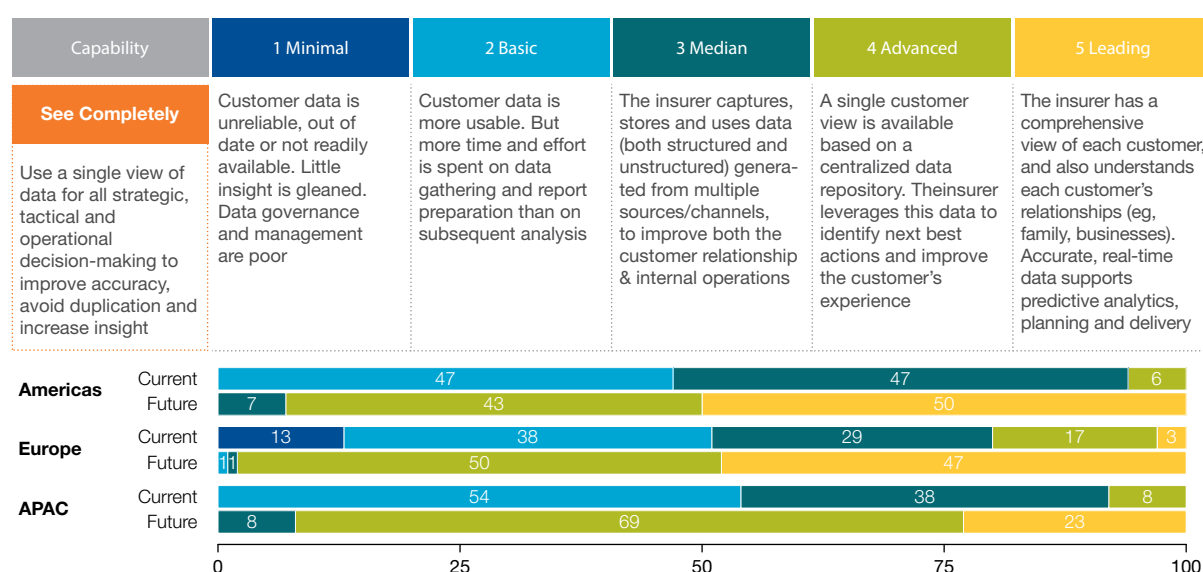 Capability
1 Minimal
2 Basic
3 Median
4 Advanced
5 Leading
See Completely
Use a single view of
data for all strategic,
tactical and
operational
decision-making to
improve accuracy,
avoid duplication and
increase insight
Customer data is
unreliable, out of
date or not readily
available. Little
insight is gleaned.
Data governance
and management
are poor
Customer data is
more usable. But
more time and effort
is spent on data
gathering and report
preparation than on
subsequent analysis
The insurer captures,
stores and uses data
(both structured and
unstructured) genera-
ted from multiple
sources/channels,
to improve both the
customer relationship
& internal operations
A single customer
view is available
based on a
centralized data
repository. Theinsurer
leverages this data to
identify next best
actions and improve
the customer's
experience
The insurer has a
comprehensive
view of each customer,
and also understands
each customer's
relationships (eg,
family, businesses).
Accurate, real-time
data supports
predictive analytics,
planning and delivery
Americas
Current 47 47 6
Future 7 43 50
Europe
Current 13 38 29 17 3
Future 1 1 50 47
APAC
Current 54 38 8
Future 8 69 23
0 25 50 75 100